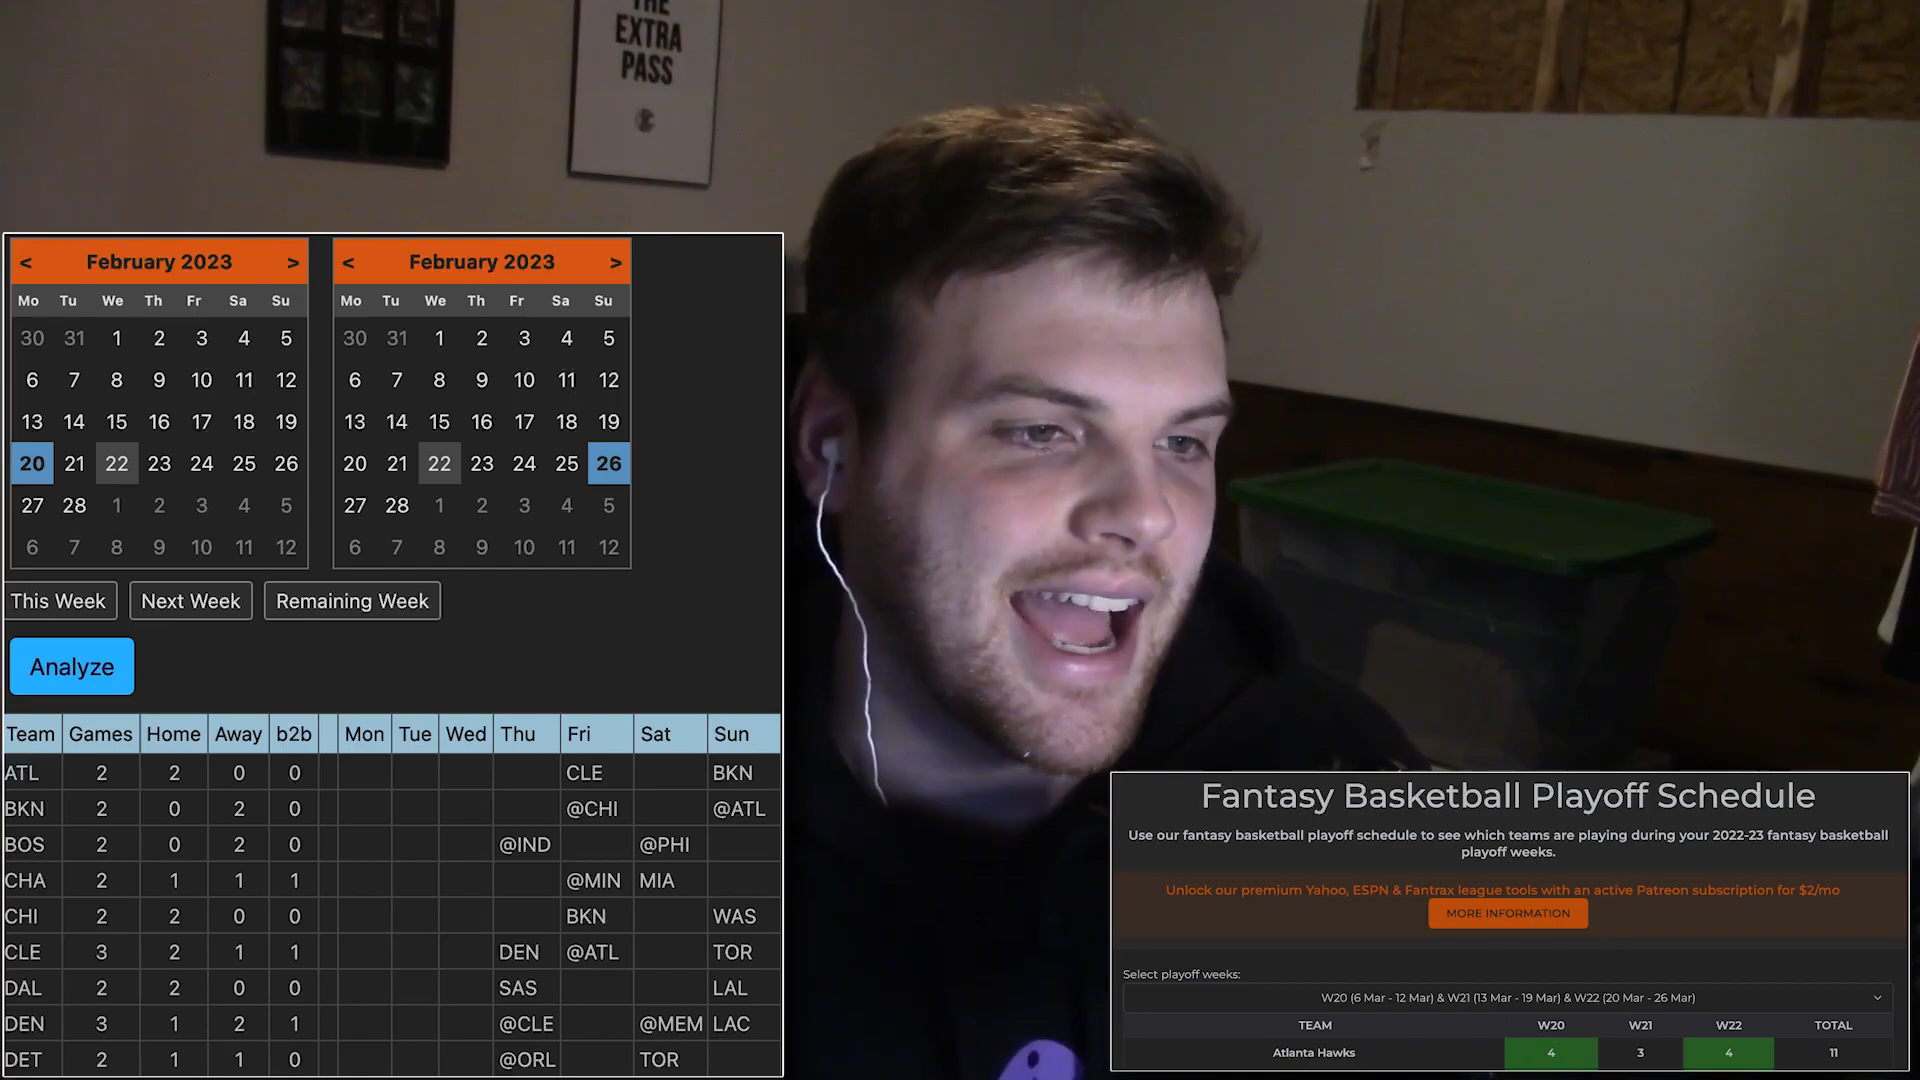 THE
EXTRA
PASS
< February 2023 >
Mo Tu We Th Fr Sa Su
30 31 1 2 3 4 5
6 7 8 9 10 11 12
13 14 15 16 17 18 19
20 21 22 23 24 25 26
27 28 1 2 3 4 5
6 7 8 9 10 11 12
< February 2023 >
Mo Tu We Th Fr Sa Su
30 31 1 2 3 4 5
6 7 8 9 10 11 12
13 14 15 16 17 18 19
20 21 22 23 24 25 26
27 28 1 2 3 4 5
6 7 8 9 10 11 12
This Week Next Week Remaining Week
Analyze
Team Games Home Away b2b Mon Tue Wed Thu Fri Sat Sun
ATL 2 2 0 0 CLE BKN
BKN 2 0 2 0 @CHI @ATL
BOS 2 0 2 0 @IND @PHI
CHA 2 1 1 1 @MIN MIA
CHI 2 2 0 0 BKN WAS
CLE 3 2 1 1 DEN @ATL TOR
DAL 2 2 0 0 SAS LAL
DEN 3 1 2 1 @CLE @MEM LAC
DET 2 1 1 0 @ORL TOR
Fantasy Basketball Playoff Schedule
Use our fantasy basketball playoff schedule to see which teams are playing during your 2022-23 fantasy basketball
playoff weeks.
Unlock our premium Yahoo, ESPN & Fantrax league tools with an active Patreon subscription for $2/mo
MORE INFORMATION
Select playoff weeks:
W20 (6 Mar - 12 Mar) & W21 (13 Mar - 19 Mar) & W22 (20 Mar - 26 Mar)
TEAM W20 W21 W22 TOTAL
Atlanta Hawks 4 3 4 11